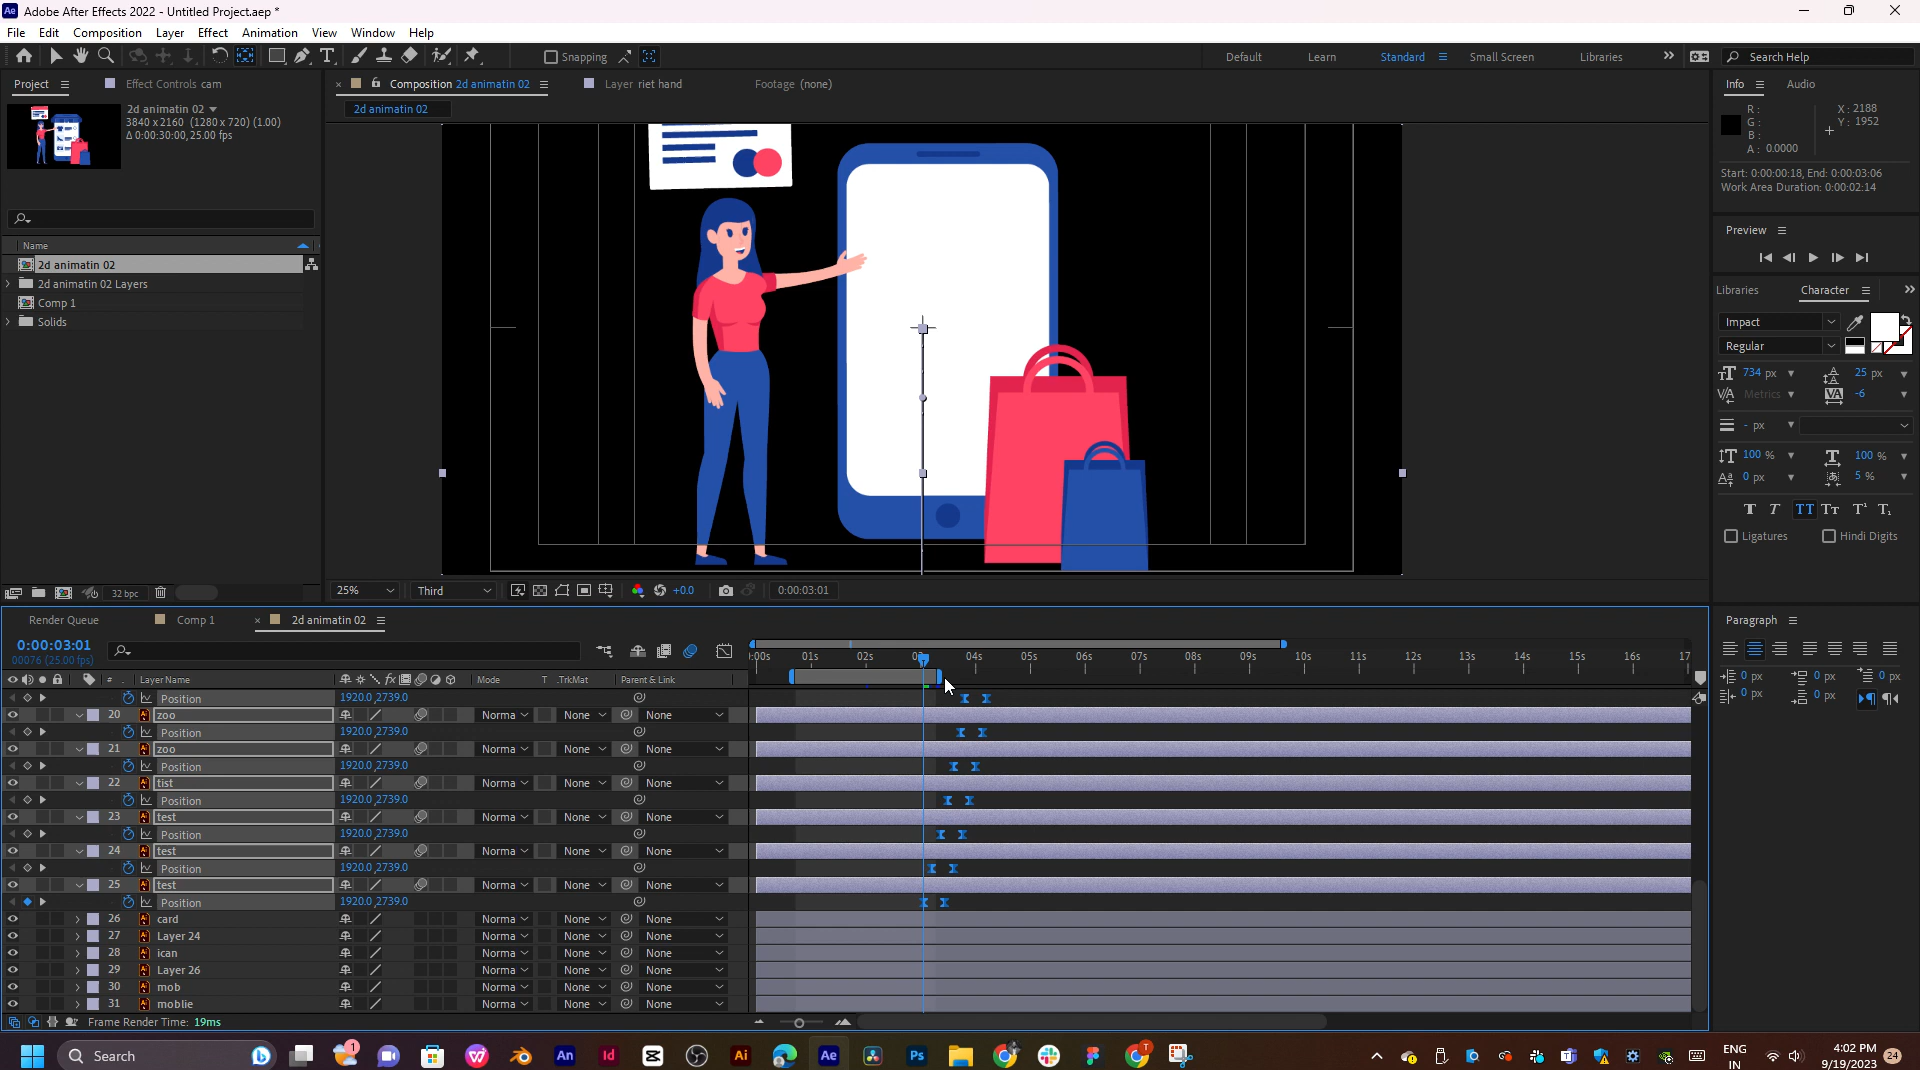 Adobe After Effects 2022 - Untitled Project.aep *
File Edit Composition Layer Effect Animation View Window Help
Snapping Default Learn Standard Small Screen Libraries Search Help
Project Effect Controls cam Composition 2d animatin 02 Layer riet hand Footage (none) Info Audio
2d animatin 02
3840 x 2160 (1280 x 720) (1.00)
Δ 0:00:30:00, 25.00 fps
2d animatin 02
R:
G:
B:
A: 0.0000
X: 2188
Y: 1952
Start: 0:00:00:18, End: 0:00:03:06
Work Area Duration: 0:00:02:14
Name
2d animatin 02
2d animatin 02 Layers
Comp 1
Solids
Preview
Libraries Character
Impact
Regular
734 px 25 px
Metrics -6
- px
100 % 100 %
0 px 5 %
T T TT Tr T¹ T₁
Ligatures Hindi Digits
32 bpc
25% Third +0.0 0:00:03:01
Render Queue Comp 1 2d animatin 02
0:00:03:01
00076 (25.00 fps)
Paragraph
0 px 0 px 0 px
0 px 0 px
):00s 01s 02s 04s 05s 06s 07s 08s 09s 10s 11s 12s 13s 14s 15s 16s 17
# Layer Name Mode T .TrkMat Parent & Link
Position 1920.0,2739.0
20 zoo Norma None None
Position 1920.0,2739.0
21 zoo Norma None None
Position 1920.0,2739.0
22 tist Norma None None
Position 1920.0,2739.0
23 test Norma None None
Position 1920.0,2739.0
24 test Norma None None
Position 1920.0,2739.0
25 test Norma None None
Position 1920.0,2739.0
26 card Norma None None
27 Layer 24 Norma None None
28 ican Norma None None
29 Layer 26 Norma None None
30 mob Norma None None
31 moblie Norma None None
Frame Render Time: 19ms
Search
ENG
IN
4:02 PM
9/19/2023
24